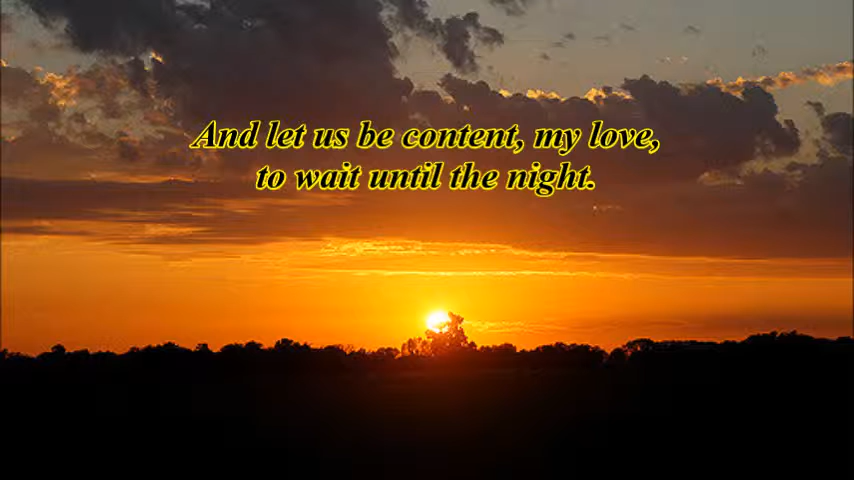 And let us be content, my love,
to wait until the night.